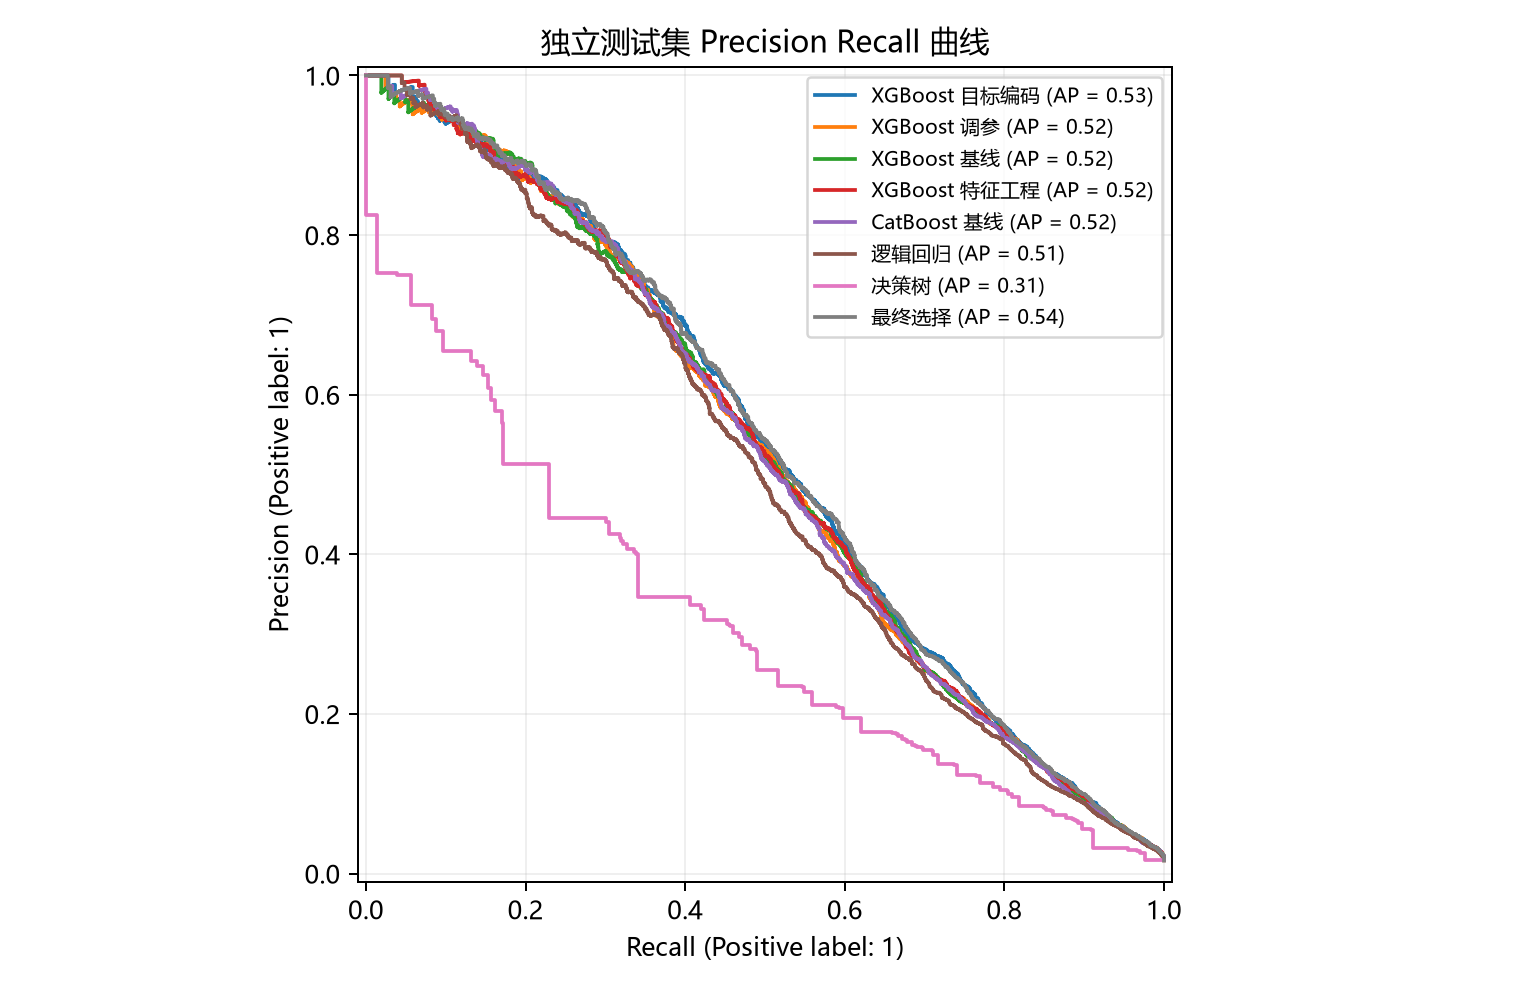 独立测试集 Precision Recall 曲线
XGBoost 目标编码 (AP = 0.53)
XGBoost 调参 (AP = 0.52)
XGBoost 基线 (AP = 0.52)
XGBoost 特征工程 (AP = 0.52)
CatBoost 基线 (AP = 0.52)
逻辑回归 (AP = 0.51)
决策树 (AP = 0.31)
最终选择 (AP = 0.54)
Precision (Positive label: 1)
1.0
0.8
0.6
0.4
0.2
0.0
0.0 0.2 0.4 0.6 0.8 1.0
Recall (Positive label: 1)